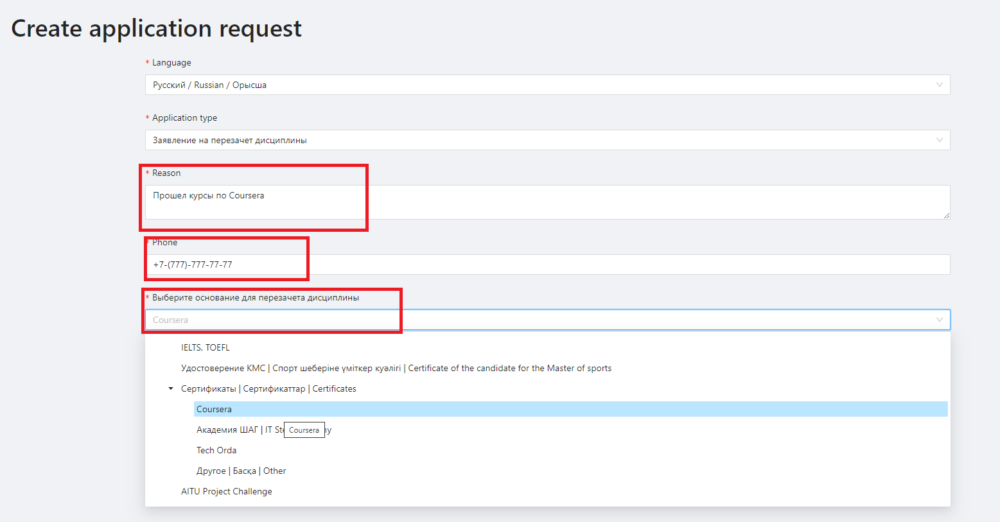 Create application request
* Language
Русский / Russian / Орысша
* Application type
Заявление на перезачет дисциплины
* Reason
Прошел курсы по Coursera
* Phone
+7-(777)-777-77-77
* Выберите основание для перезачета дисциплины
Coursera
IELTS, TOEFL
Удостоверение КМС | Спорт шеберіне үміткер куәлігі | Certificate of the candidate for the Master of sports
Сертификаты | Сертификаттар | Certificates
Coursera
Академия ШАГ | IT
Coursera
Tech Orda
Другое | Басқа | Other
AITU Project Challenge